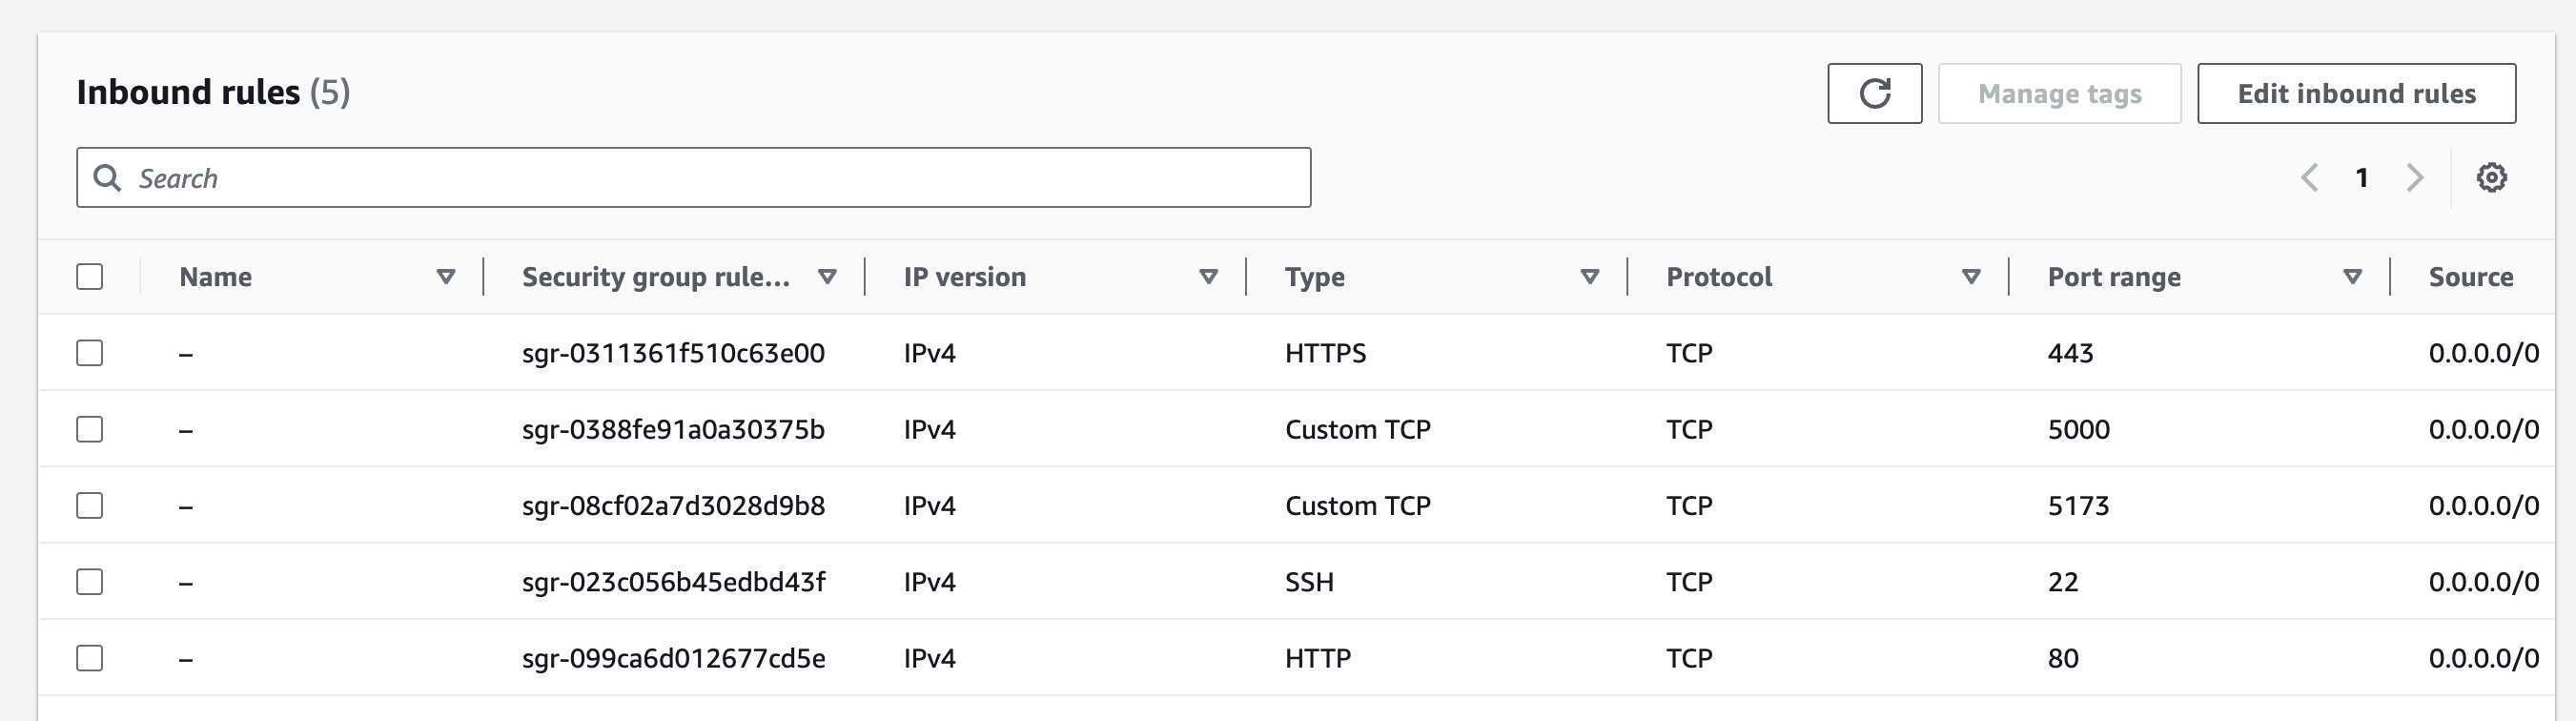 Inbound rules (5)
Manage tags
Edit inbound rules
Search
1
Name Security group rule... IP version Type Protocol Port range Source
– sgr-0311361f510c63e00 IPv4 HTTPS TCP 443 0.0.0.0/0
– sgr-0388fe91a0a30375b IPv4 Custom TCP TCP 5000 0.0.0.0/0
– sgr-08cf02a7d3028d9b8 IPv4 Custom TCP TCP 5173 0.0.0.0/0
– sgr-023c056b45edbd43f IPv4 SSH TCP 22 0.0.0.0/0
– sgr-099ca6d012677cd5e IPv4 HTTP TCP 80 0.0.0.0/0